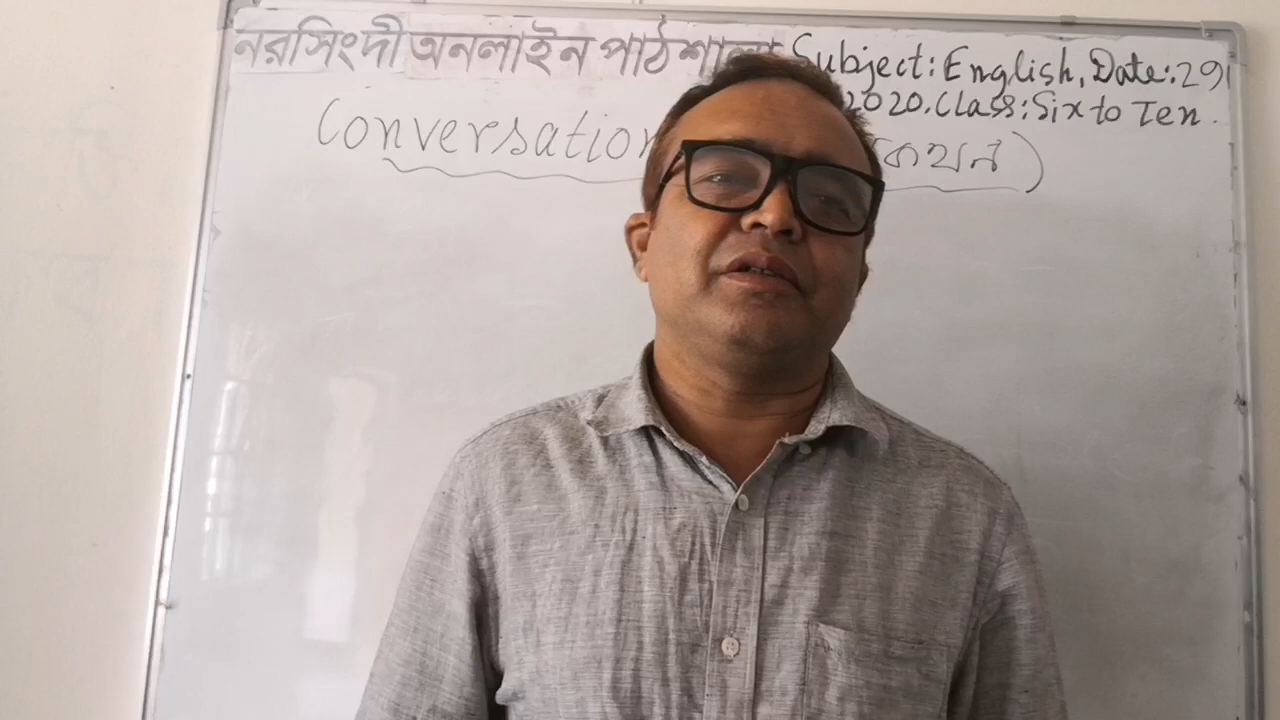 নরসিংদী অনলাইন পাঠশালা Subject: English, Date: 29
2020. Class: Six to Ten.
Conversation